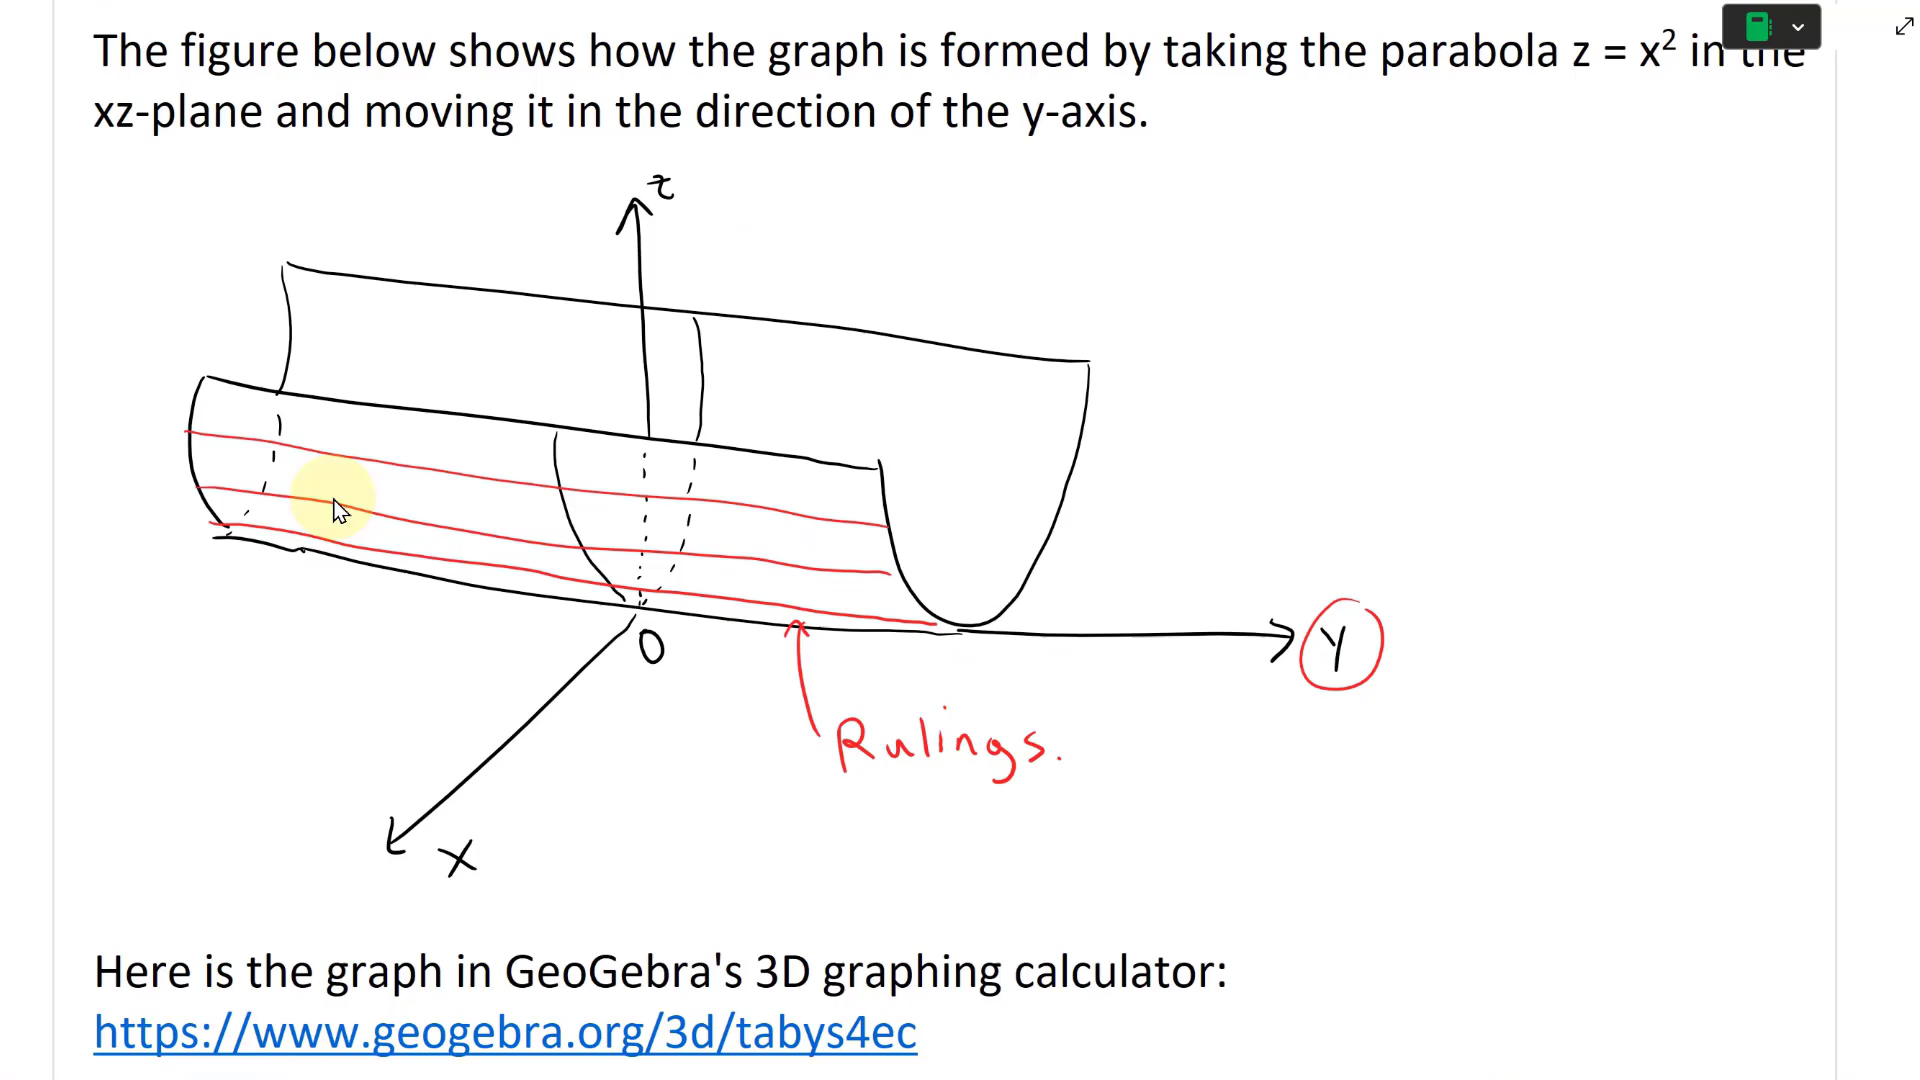 The figure below shows how the graph is formed by taking the parabola z = x² in the
xz-plane and moving it in the direction of the y-axis.
z
O
Y
Rulings.
X
Here is the graph in GeoGebra's 3D graphing calculator:
https://www.geogebra.org/3d/tabys4ec